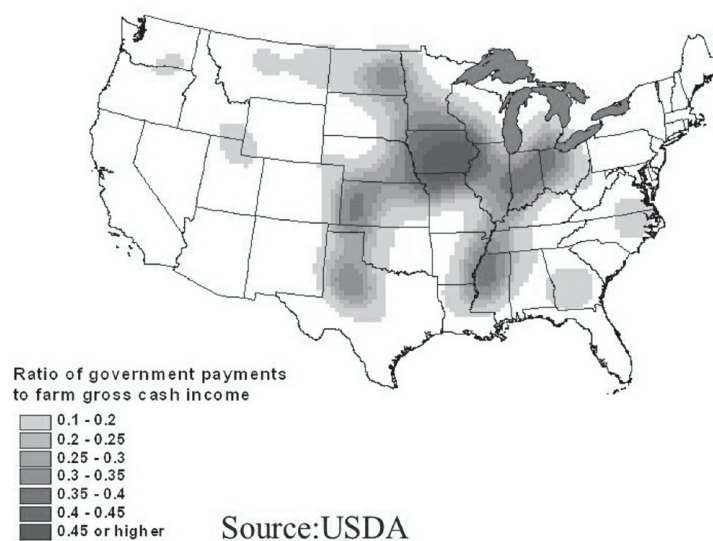 Ratio of government payments
to farm gross cash income
0.1 - 0.2
0.2 - 0.25
0.25 - 0.3
0.3 - 0.35
0.35 - 0.4
0.4 - 0.45
0.45 or higher
Source:USDA